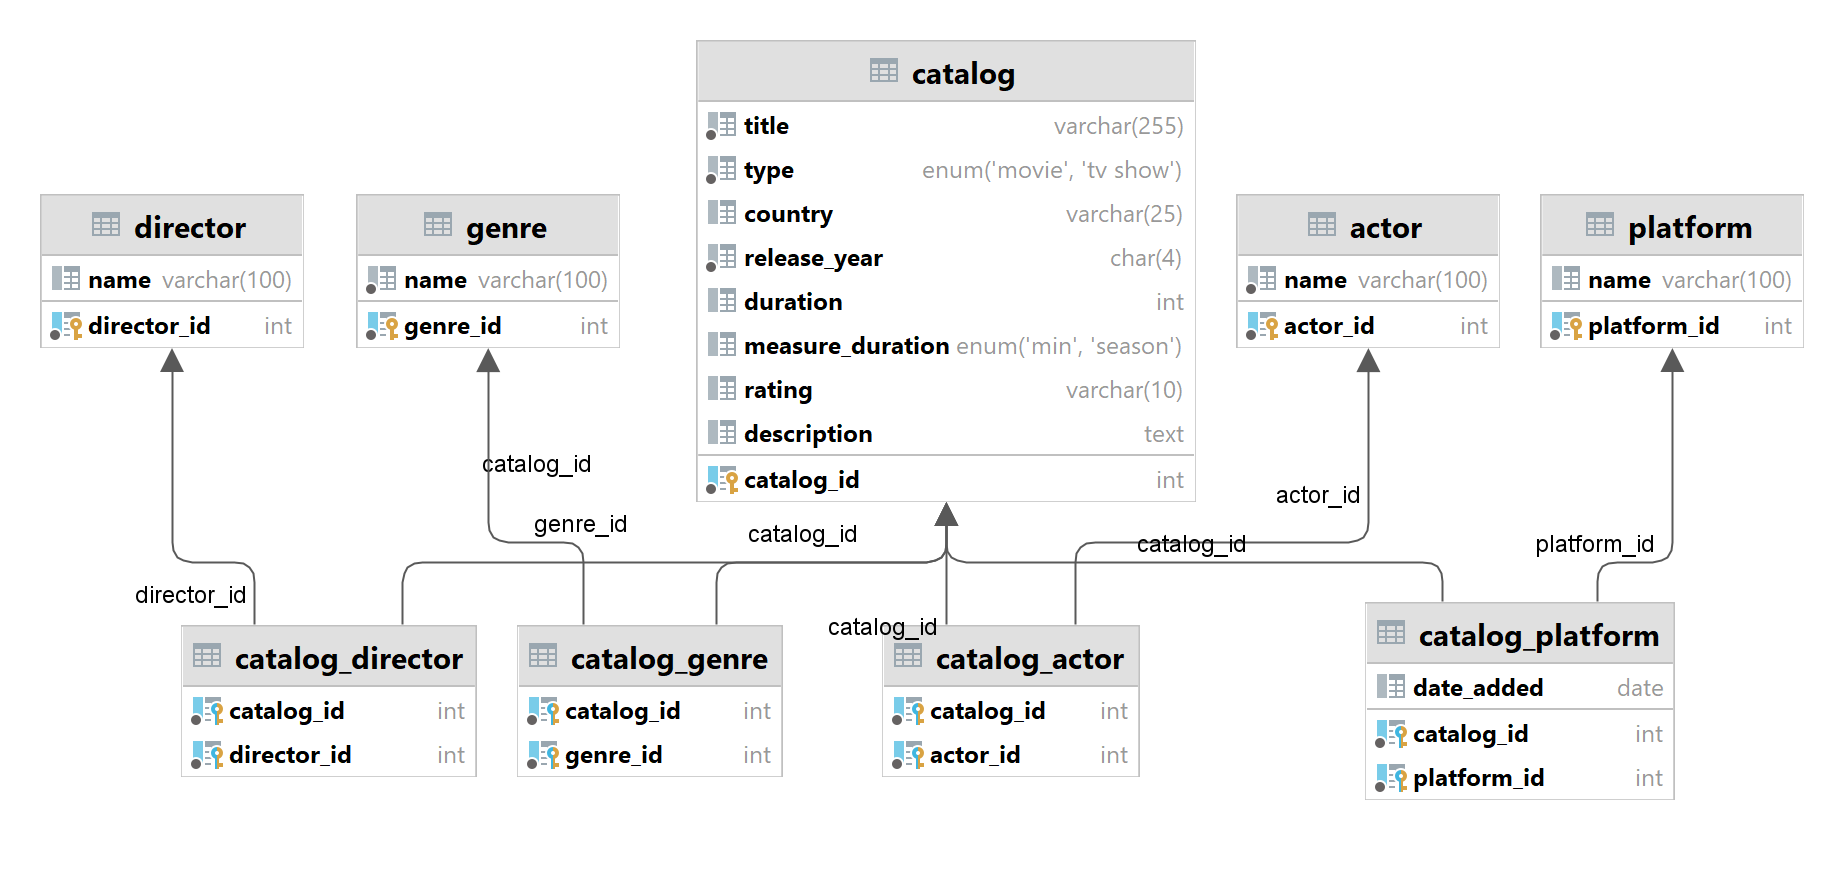 catalog
title varchar(255)
type enum('movie', 'tv show')
country varchar(25)
release_year char(4)
duration int
measure_duration enum('min', 'season')
rating varchar(10)
description text
catalog_id int
director
name varchar(100)
director_id int
genre
name varchar(100)
genre_id int
actor
name varchar(100)
actor_id int
platform
name varchar(100)
platform_id int
catalog_id
actor_id
genre_id
catalog_id
catalog_id
platform_id
director_id
catalog_id
catalog_director
catalog_id int
director_id int
catalog_genre
catalog_id int
genre_id int
catalog_actor
catalog_id int
actor_id int
catalog_platform
date_added date
catalog_id int
platform_id int